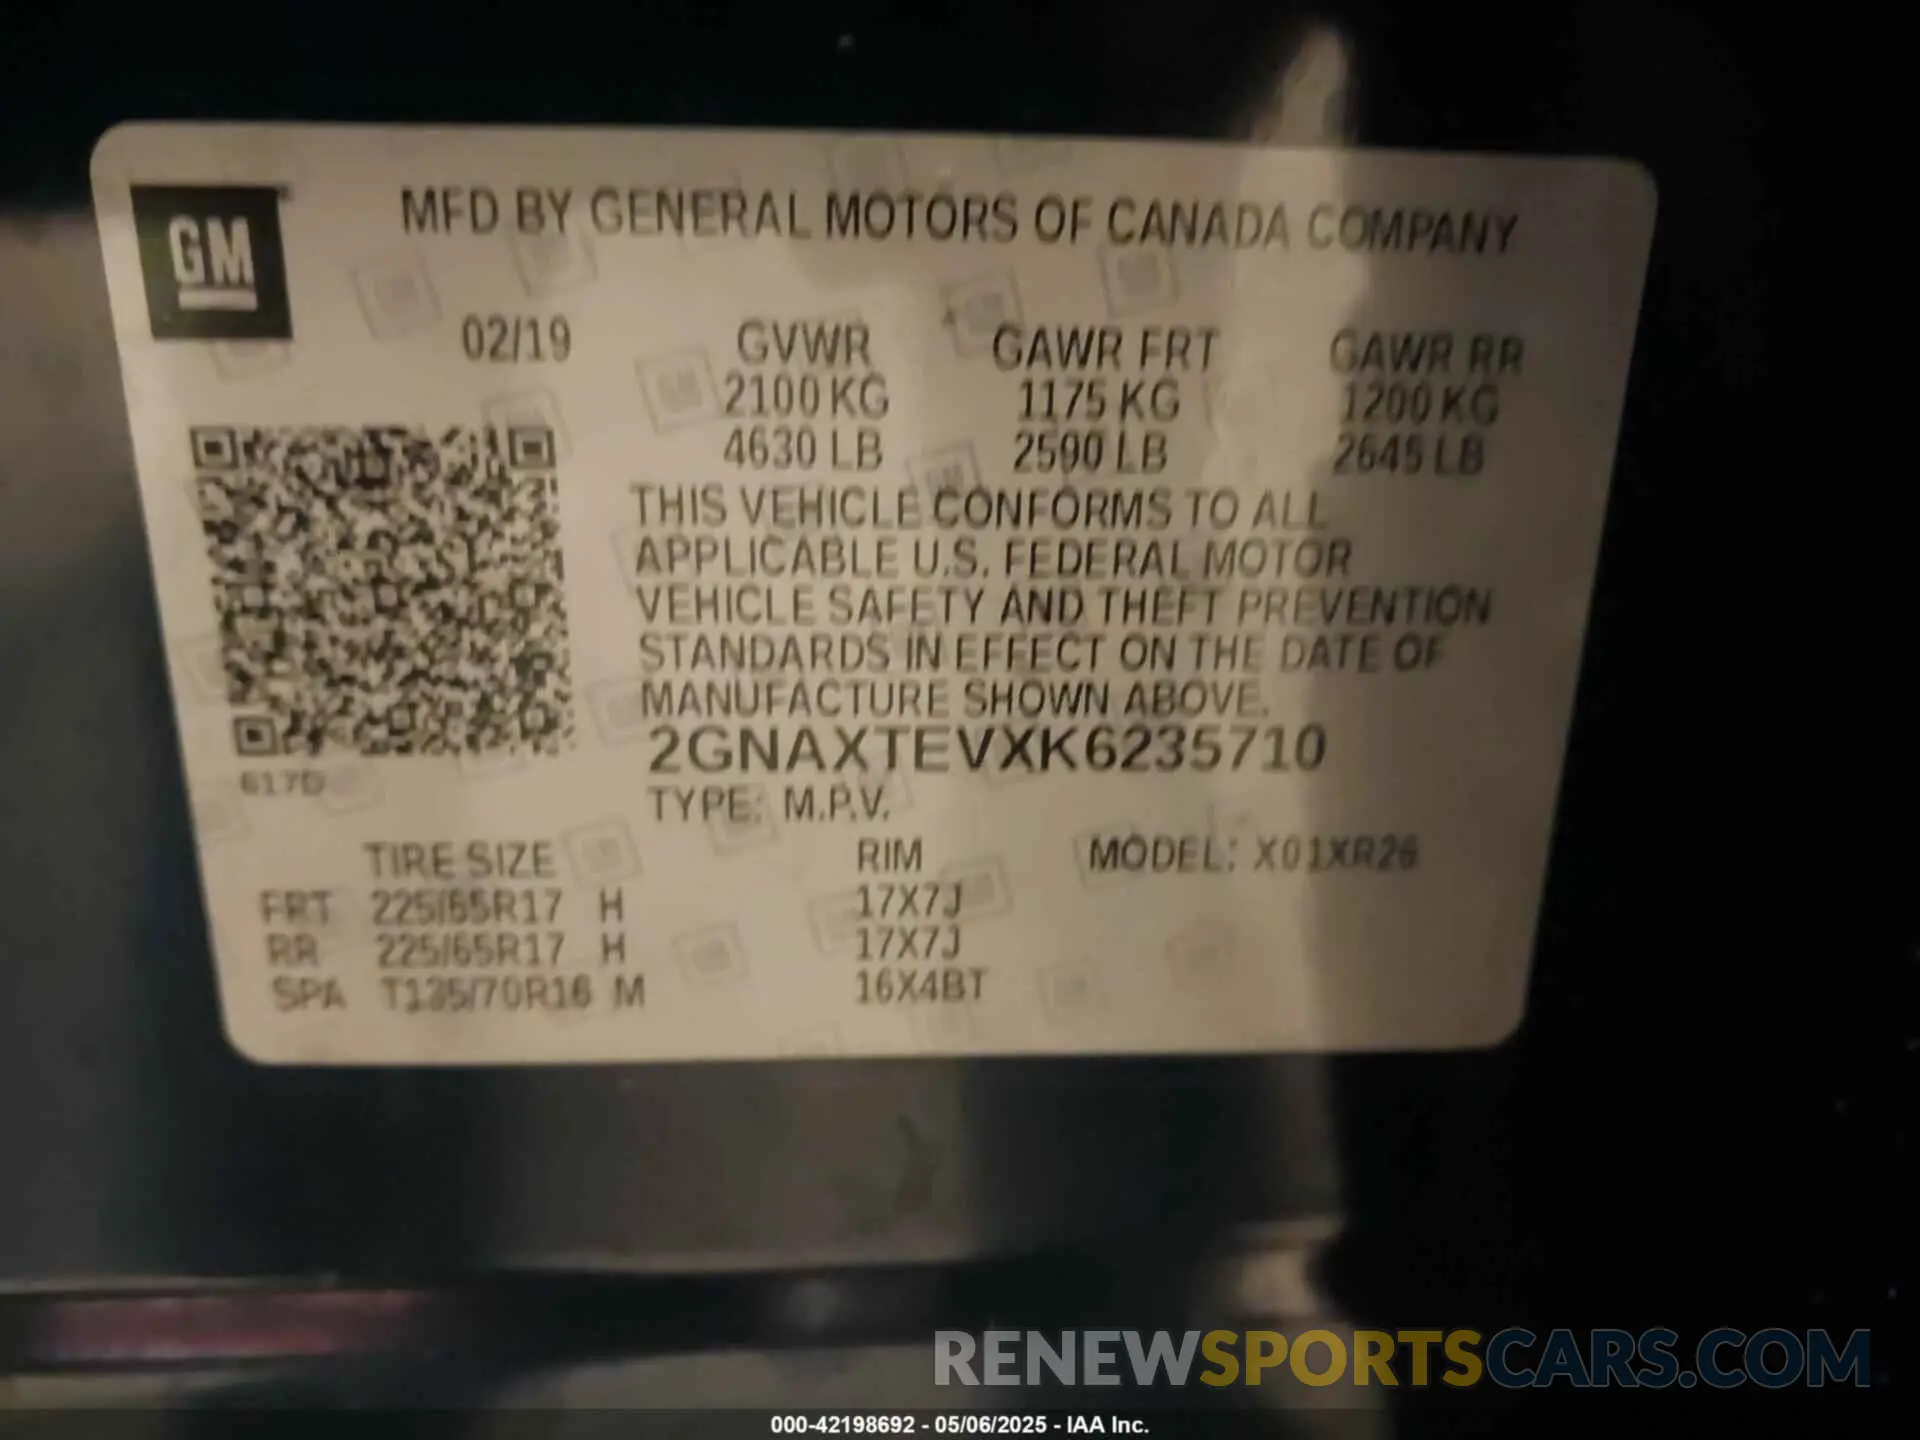 GM
MFD BY GENERAL MOTORS OF CANADA COMPANY
02/19 GVWR GAWR FRT GAWR RR
2100 KG 1175 KG 1200 KG
4630 LB 2590 LB 2645 LB
THIS VEHICLE CONFORMS TO ALL
APPLICABLE U.S. FEDERAL MOTOR
VEHICLE SAFETY AND THEFT PREVENTION
STANDARDS IN EFFECT ON THE DATE OF
MANUFACTURE SHOWN ABOVE.
2GNAXTEVXK6235710
617D
TYPE: M.P.V.
TIRE SIZE RIM MODEL: X01XR26
FRT 225/65R17 H 17X7J
RR 225/65R17 H 17X7J
SPA T135/70R16 M 16X4BT
RENEWSPORTSCARS.COM
000-42198692 - 05/06/2025 - IAA Inc.